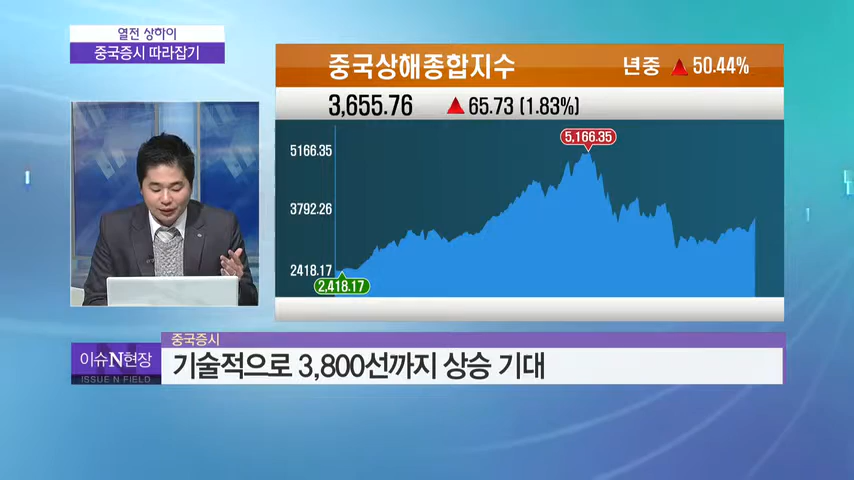 열전 상하이
중국증시 따라잡기
중국상해종합지수
년중 ▲ 50.44%
3,655.76 ▲ 65.73 (1.83%)
5,166.35
5166.35
3792.26
2418.17
2,418.17
중국증시
이슈N현장
ISSUE N FIELD
기술적으로 3,800선까지 상승 기대